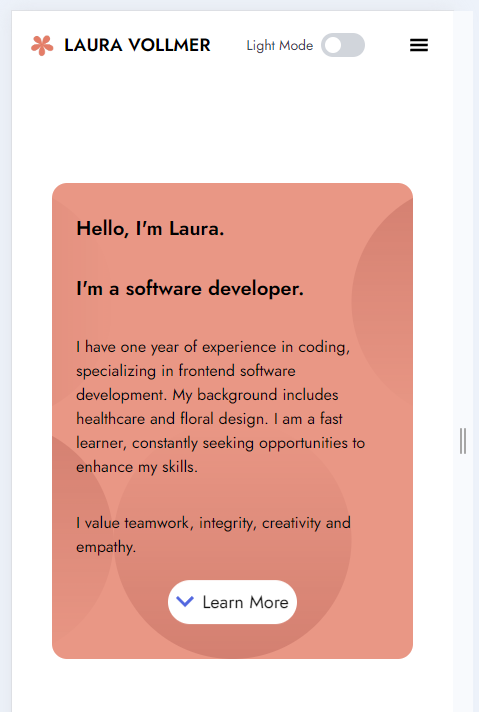 LAURA VOLLMER
Light Mode
Hello, I'm Laura.
I'm a software developer.
I have one year of experience in coding,
specializing in frontend software
development. My background includes
healthcare and floral design. I am a fast
learner, constantly seeking opportunities to
enhance my skills.
I value teamwork, integrity, creativity and
empathy.
Learn More